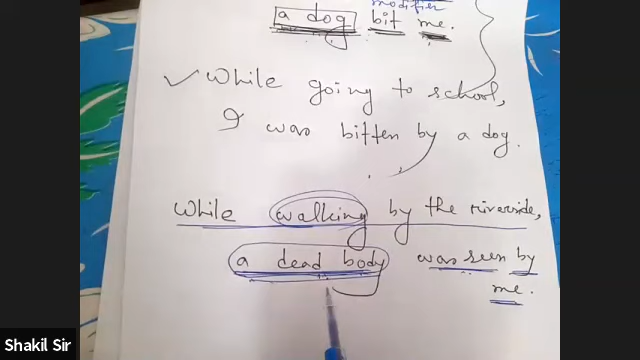 modifier
a dog bit me.
✓ While going to school,
I was bitten by a dog.
While walking by the riverside,
a dead body was seen by
me.
Shakil Sir